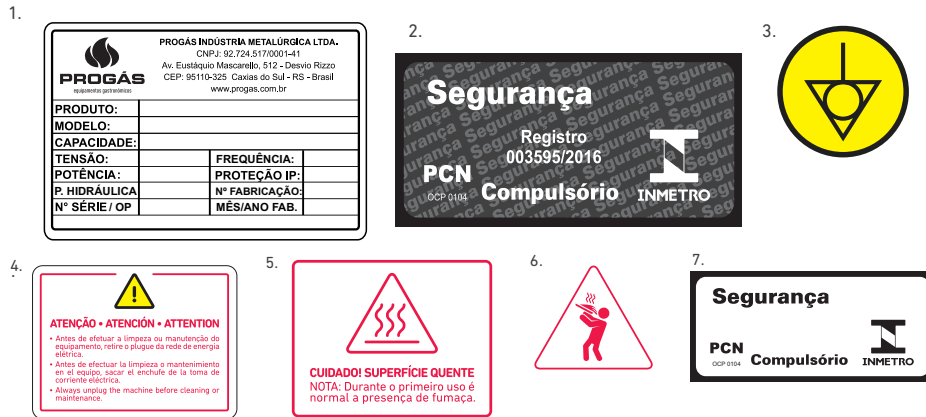 1.
PROGÁS
equipamentos gastronômicos
PROGÁS INDÚSTRIA METALÚRGICA LTDA.
CNPJ: 92.724.517/0001-41
Av. Eustáquio Mascarello, 512 - Desvio Rizzo
CEP: 95110-325 Caxias do Sul - RS - Brasil
www.progas.com.br
PRODUTO:
MODELO:
CAPACIDADE:
TENSÃO: FREQUÊNCIA:
POTÊNCIA: PROTEÇÃO IP:
P. HIDRÁULICA Nº FABRICAÇÃO:
N° SÉRIE / OP MÊS/ANO FAB.
2.
Segurança
Registro
003595/2016
PCN
OCP 0104
Compulsório
INMETRO
3.
4.
ATENÇÃO • ATENCIÓN • ATTENTION
• Antes de efetuar a limpeza ou manutenção do
equipamento, retire o plugue da rede de energia
elétrica.
• Antes de efectuar la limpieza o mantenimiento
en el equipo, sacar el enchufe de la toma de
corriente eléctrica.
• Always unplug the machine before cleaning or
maintenance.
5.
CUIDADO! SUPERFÍCIE QUENTE
NOTA: Durante o primeiro uso é
normal a presença de fumaça.
6.
7.
Segurança
PCN
OCP 0104
Compulsório
INMETRO